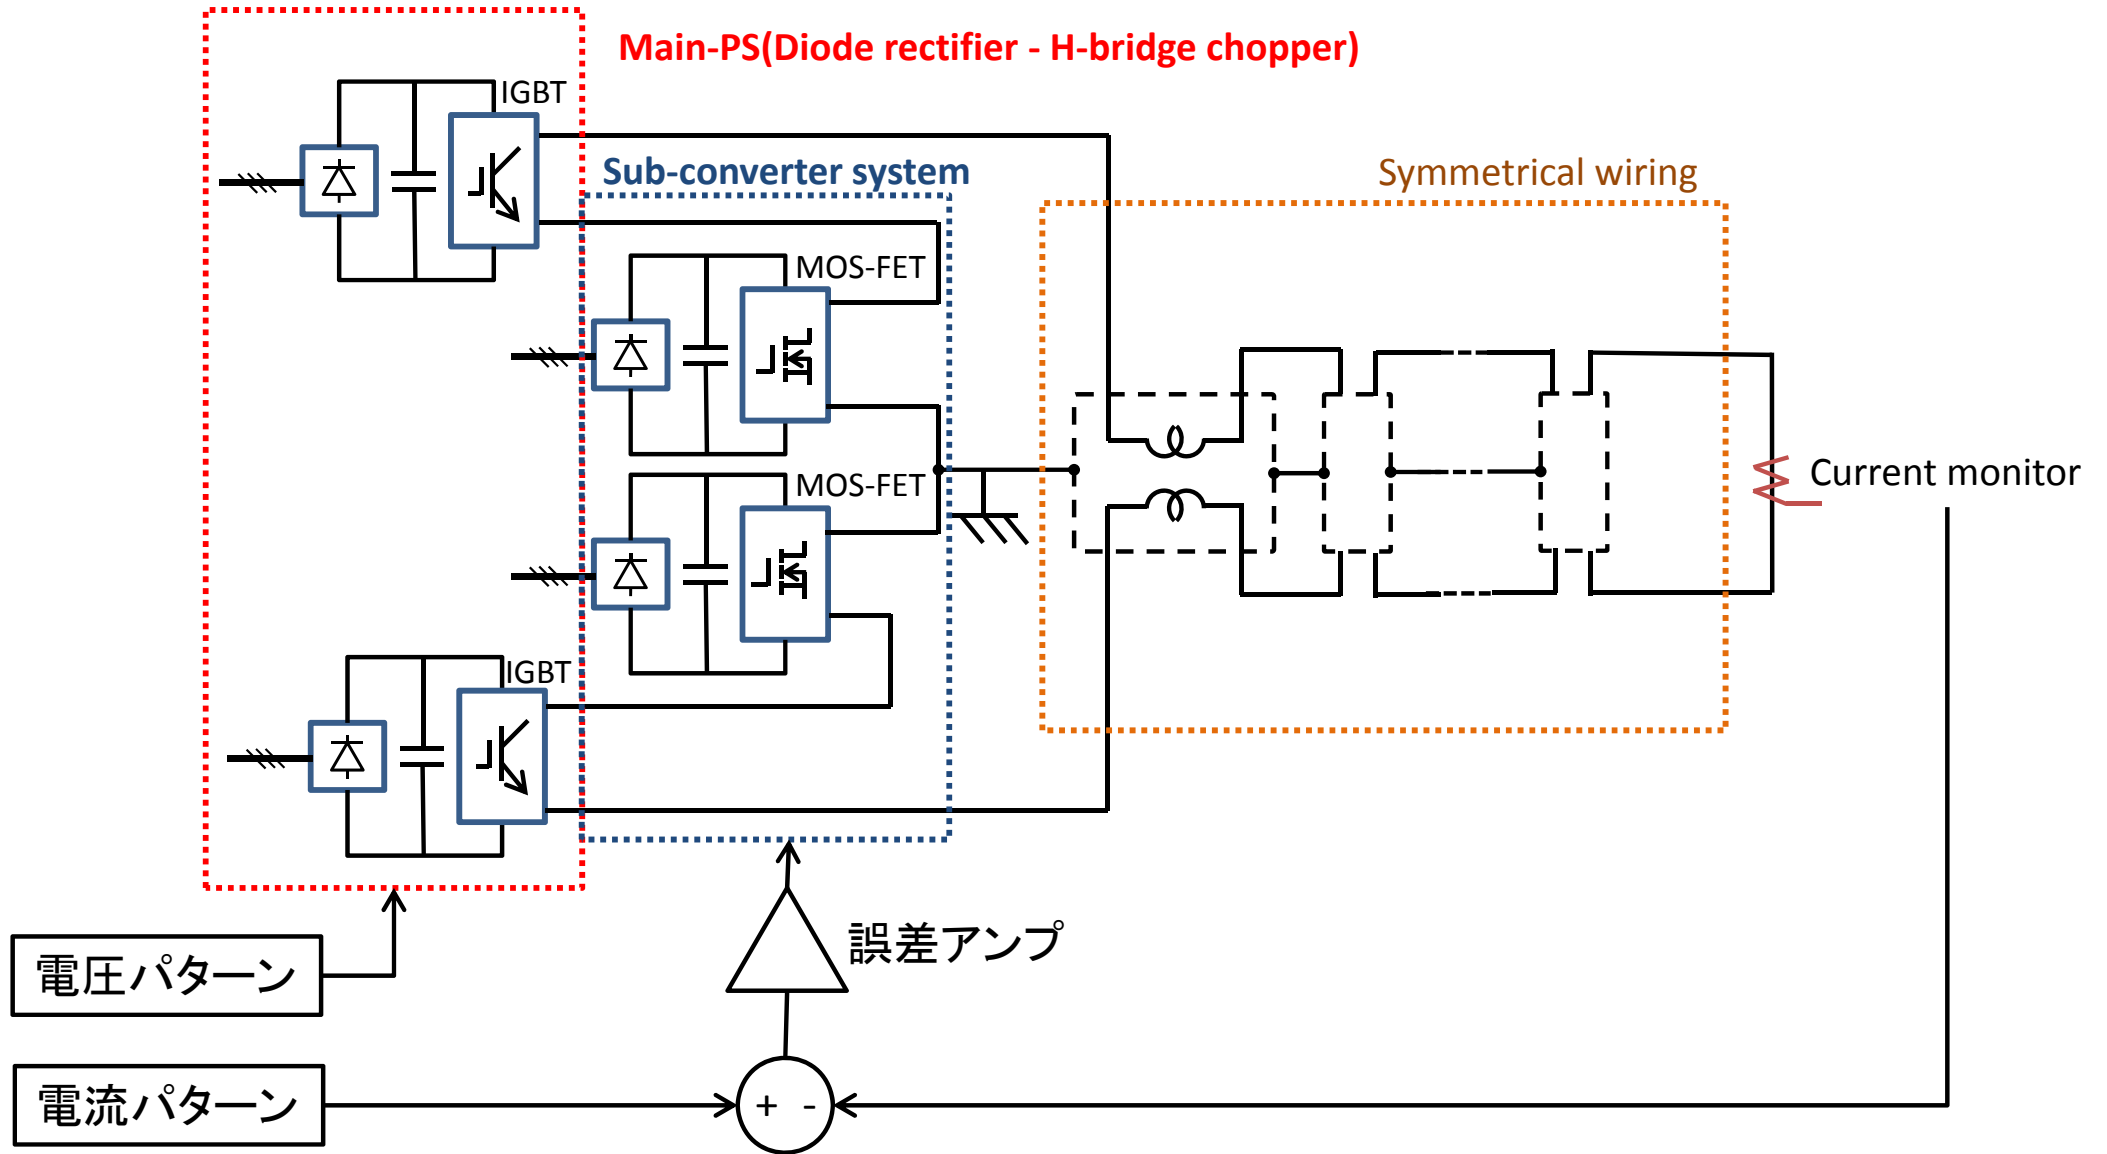 Main-PS(Diode rectifier - H-bridge chopper)
IGBT
Sub-converter system
Symmetrical wiring
MOS-FET
MOS-FET
Current monitor
IGBT
誤差アンプ
電圧パターン
電流パターン
+ -